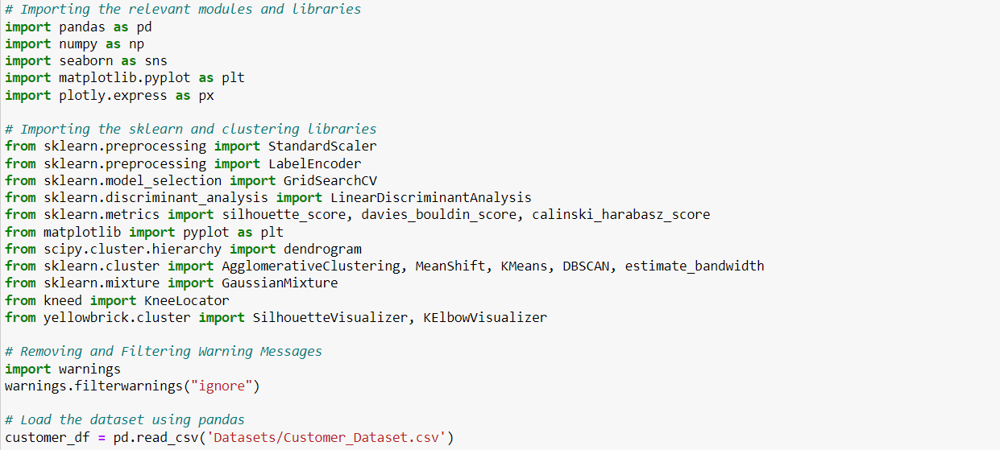 # Importing the relevant modules and libraries
import pandas as pd
import numpy as np
import seaborn as sns
import matplotlib.pyplot as plt
import plotly.express as px
# Importing the sklearn and clustering libraries
from sklearn.preprocessing import StandardScaler
from sklearn.preprocessing import LabelEncoder
from sklearn.model_selection import GridSearchCV
from sklearn.discriminant_analysis import LinearDiscriminantAnalysis
from sklearn.metrics import silhouette_score, davies_bouldin_score, calinski_harabasz_score
from matplotlib import pyplot as plt
from scipy.cluster.hierarchy import dendrogram
from sklearn.cluster import AgglomerativeClustering, MeanShift, KMeans, DBSCAN, estimate_bandwidth
from sklearn.mixture import GaussianMixture
from kneed import KneeLocator
from yellowbrick.cluster import SilhouetteVisualizer, KElbowVisualizer
# Removing and Filtering Warning Messages
import warnings
warnings.filterwarnings("ignore")
# Load the dataset using pandas
customer_df = pd.read_csv('Datasets/Customer_Dataset.csv')